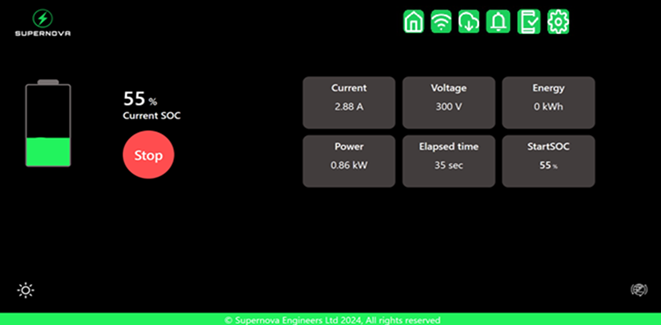 SUPERNOVA
55 %
Current SOC
Stop
Current
2.88 A
Voltage
300 V
Energy
0 kWh
Power
0.86 kW
Elapsed time
35 sec
StartSOC
55 %
© Supernova Engineers Ltd 2024, All rights reserved